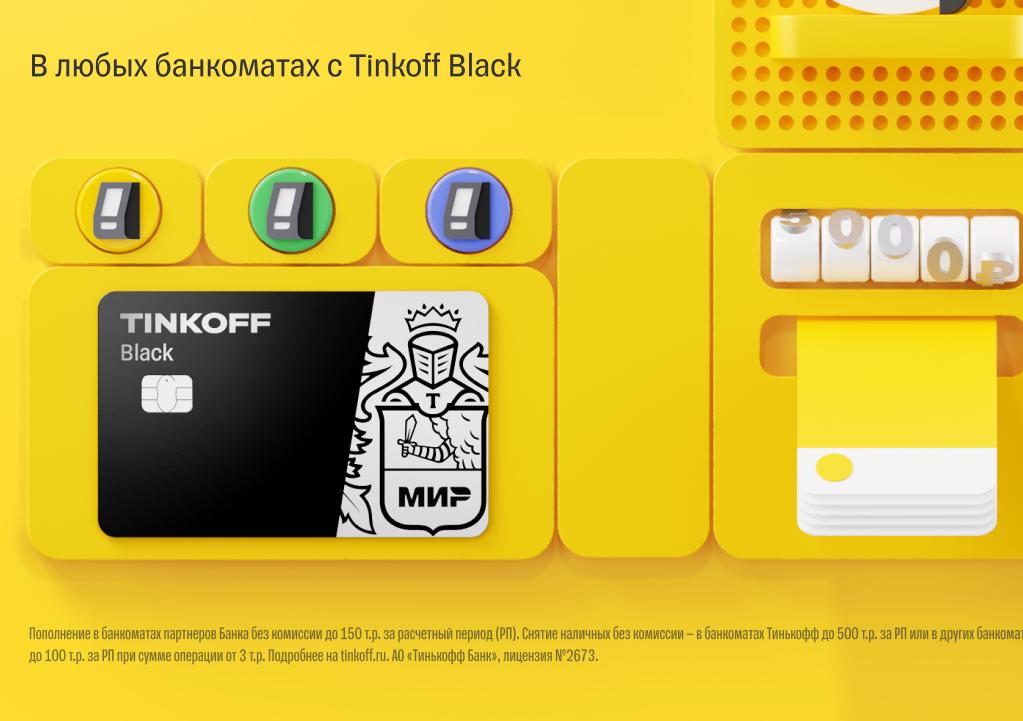 В любых банкоматах с Tinkoff Black
5000₽
TINKOFF
Black
T
МИР
Пополнение в банкоматах партнеров Банка без комиссии до 150 т.р. за расчетный период (РП). Снятие наличных без комиссии – в банкоматах Тинькофф до 500 т.р. за РП или в других банкомат
до 100 т.р. за РП при сумме операции от 3 т.р. Подробнее на tinkoff.ru. АО «Тинькофф Банк», лицензия №2673.